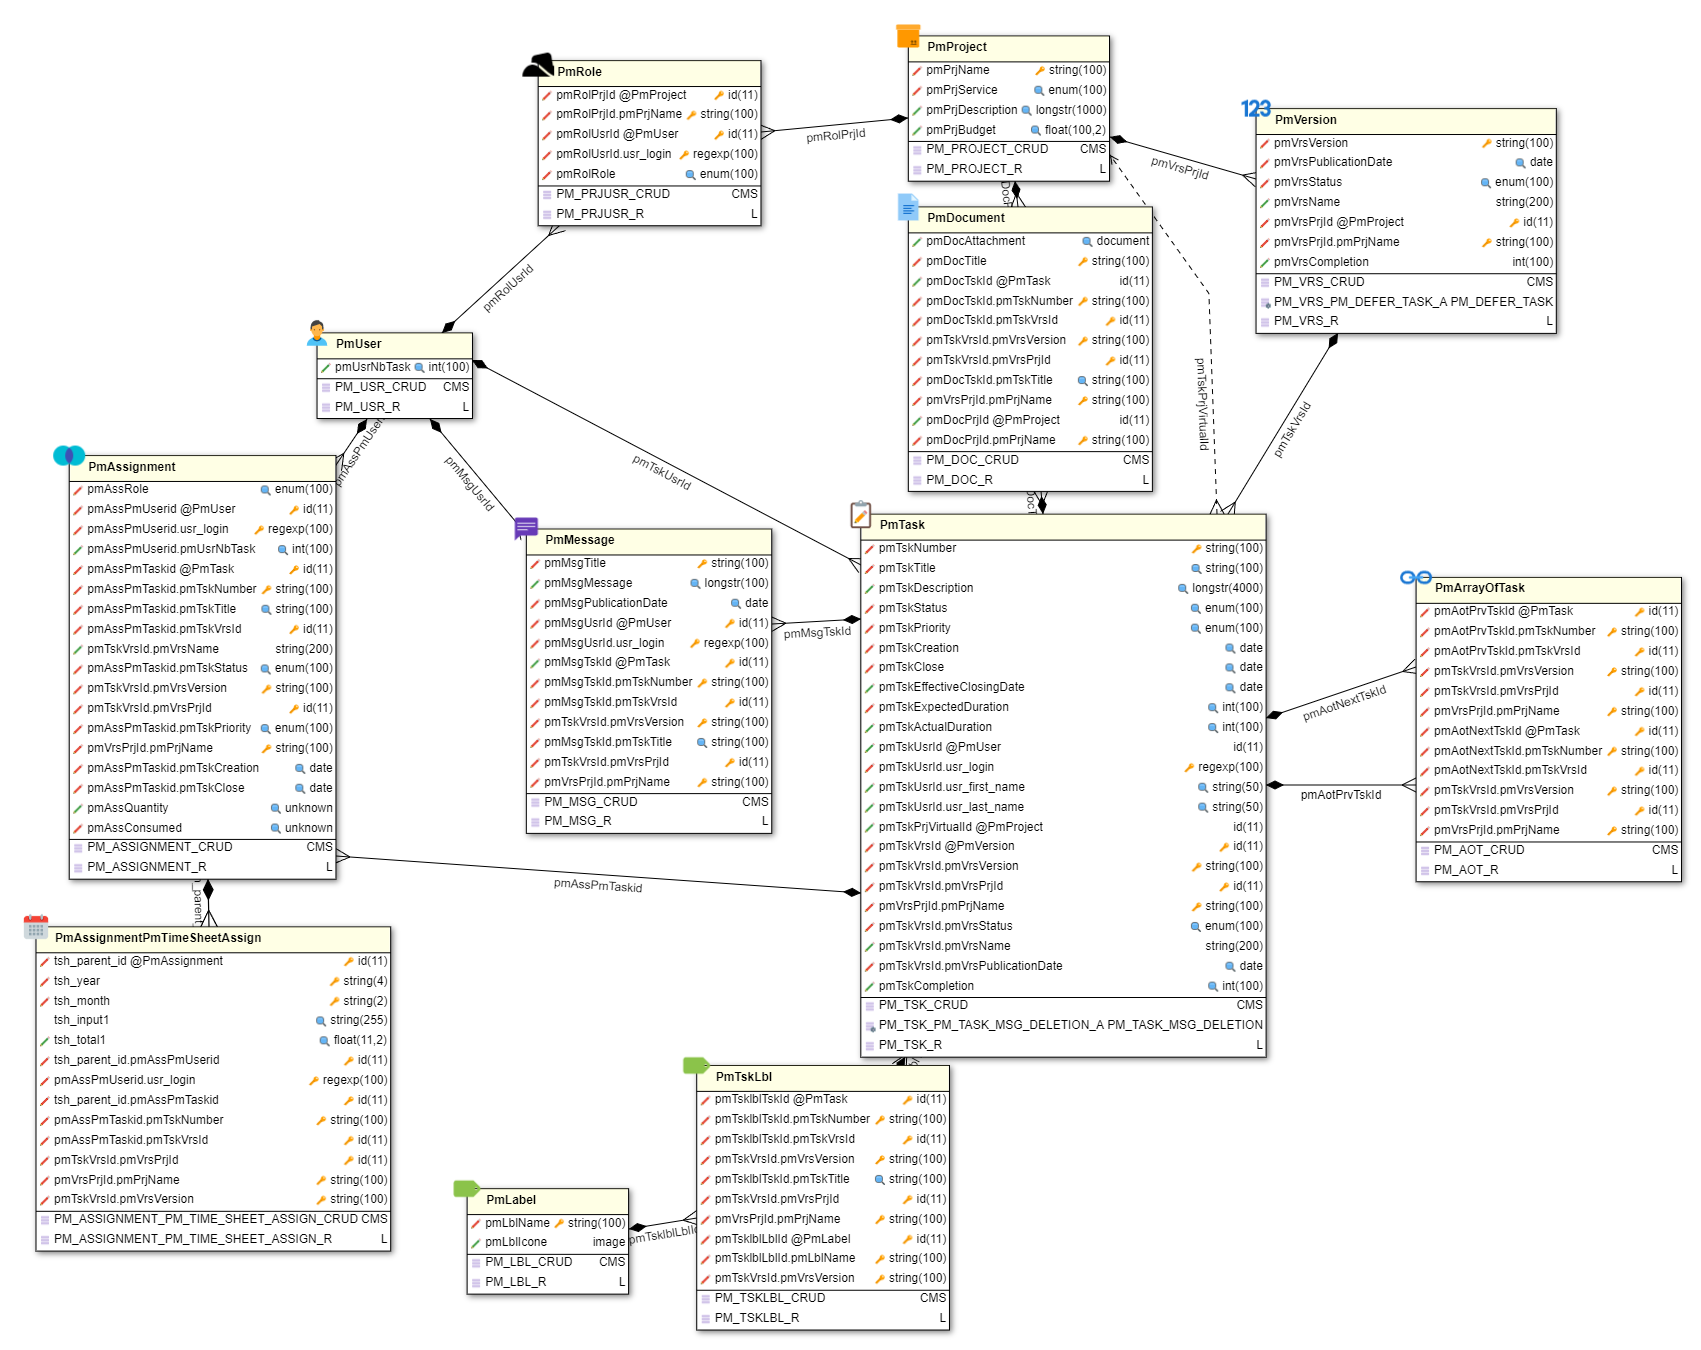 PmProject
pmPrjName string(100)
pmPrjService enum(100)
pmPrjDescription longstr(1000)
pmPrjBudget float(100,2)
PM_PROJECT_CRUD CMS
PM_PROJECT_R L
PmRole
pmRolPrjId @PmProject id(11)
pmRolPrjId.pmPrjName string(100)
pmRolUsrId @PmUser id(11)
pmRolUsrId.usr_login regexp(100)
pmRolRole enum(100)
PM_PRJUSR_CRUD CMS
PM_PRJUSR_R L
pmRolPrjId
123
PmVersion
pmVrsVersion string(100)
pmVrsPublicationDate date
pmVrsStatus enum(100)
pmVrsName string(200)
pmVrsPrjId @PmProject id(11)
pmVrsPrjId.pmPrjName string(100)
pmVrsCompletion int(100)
PM_VRS_CRUD CMS
PM_VRS_PM_DEFER_TASK_A PM_DEFER_TASK
PM_VRS_R L
pmVrsPrjId
PmDocument
pmDocAttachment document
pmDocTitle string(100)
pmDocTskId @PmTask id(11)
pmDocTskId.pmTskNumber string(100)
pmDocTskId.pmTskVrsId id(11)
pmTskVrsId.pmVrsVersion string(100)
pmTskVrsId.pmVrsPrjId id(11)
pmDocTskId.pmTskTitle string(100)
pmVrsPrjId.pmPrjName string(100)
pmDocPrjId @PmProject id(11)
pmDocPrjId.pmPrjName string(100)
PM_DOC_CRUD CMS
PM_DOC_R L
pmRolUsrId
pmTskPrjVirtualId
pmTskVrsId
PmUser
pmUsrNbTask int(100)
PM_USR_CRUD CMS
PM_USR_R L
pmAssPmUserid
pmMsgUsrId
pmTskUsrId
PmAssignment
pmAssRole enum(100)
pmAssPmUserid @PmUser id(11)
pmAssPmUserid.usr_login regexp(100)
pmAssPmUserid.pmUsrNbTask int(100)
pmAssPmTaskid @PmTask id(11)
pmAssPmTaskid.pmTskNumber string(100)
pmAssPmTaskid.pmTskTitle string(100)
pmAssPmTaskid.pmTskVrsId id(11)
pmTskVrsId.pmVrsName string(200)
pmAssPmTaskid.pmTskStatus enum(100)
pmTskVrsId.pmVrsVersion string(100)
pmTskVrsId.pmVrsPrjId id(11)
pmAssPmTaskid.pmTskPriority enum(100)
pmVrsPrjId.pmPrjName string(100)
pmAssPmTaskid.pmTskCreation date
pmAssPmTaskid.pmTskClose date
pmAssQuantity unknown
pmAssConsumed unknown
PM_ASSIGNMENT_CRUD CMS
PM_ASSIGNMENT_R L
PmMessage
pmMsgTitle string(100)
pmMsgMessage longstr(100)
pmMsgPublicationDate date
pmMsgUsrId @PmUser id(11)
pmMsgUsrId.usr_login regexp(100)
pmMsgTskId @PmTask id(11)
pmMsgTskId.pmTskNumber string(100)
pmMsgTskId.pmTskVrsId id(11)
pmTskVrsId.pmVrsVersion string(100)
pmMsgTskId.pmTskTitle string(100)
pmTskVrsId.pmVrsPrjId id(11)
pmVrsPrjId.pmPrjName string(100)
PM_MSG_CRUD CMS
PM_MSG_R L
pmMsgTskId
PmTask
pmTskNumber string(100)
pmTskTitle string(100)
pmTskDescription longstr(4000)
pmTskStatus enum(100)
pmTskPriority enum(100)
pmTskCreation date
pmTskClose date
pmTskEffectiveClosingDate date
pmTskExpectedDuration int(100)
pmTskActualDuration int(100)
pmTskUsrId @PmUser id(11)
pmTskUsrId.usr_login regexp(100)
pmTskUsrId.usr_first_name string(50)
pmTskUsrId.usr_last_name string(50)
pmTskPrjVirtualId @PmProject id(11)
pmTskVrsId @PmVersion id(11)
pmTskVrsId.pmVrsVersion string(100)
pmTskVrsId.pmVrsPrjId id(11)
pmVrsPrjId.pmPrjName string(100)
pmTskVrsId.pmVrsStatus enum(100)
pmTskVrsId.pmVrsName string(200)
pmTskVrsId.pmVrsPublicationDate date
pmTskCompletion int(100)
PM_TSK_CRUD CMS
PM_TSK_PM_TASK_MSG_DELETION_A PM_TASK_MSG_DELETION
PM_TSK_R L
PmArrayOfTask
pmAotPrvTskId @PmTask id(11)
pmAotPrvTskId.pmTskNumber string(100)
pmAotPrvTskId.pmTskVrsId id(11)
pmTskVrsId.pmVrsVersion string(100)
pmTskVrsId.pmVrsPrjId id(11)
pmVrsPrjId.pmPrjName string(100)
pmAotNextTskId @PmTask id(11)
pmAotNextTskId.pmTskNumber string(100)
pmAotNextTskId.pmTskVrsId id(11)
pmTskVrsId.pmVrsVersion string(100)
pmTskVrsId.pmVrsPrjId id(11)
pmVrsPrjId.pmPrjName string(100)
PM_AOT_CRUD CMS
PM_AOT_R L
pmAotNextTskId
pmAotPrvTskId
pmAssPmTaskid
PmAssignmentPmTimeSheetAssign
tsh_parent_id @PmAssignment id(11)
tsh_year string(4)
tsh_month string(2)
tsh_input1 string(255)
tsh_total1 float(11,2)
tsh_parent_id.pmAssPmUserid id(11)
pmAssPmUserid.usr_login regexp(100)
tsh_parent_id.pmAssPmTaskid id(11)
pmAssPmTaskid.pmTskNumber string(100)
pmAssPmTaskid.pmTskVrsId id(11)
pmTskVrsId.pmVrsPrjId id(11)
pmVrsPrjId.pmPrjName string(100)
pmTskVrsId.pmVrsVersion string(100)
PM_ASSIGNMENT_PM_TIME_SHEET_ASSIGN_CRUD CMS
PM_ASSIGNMENT_PM_TIME_SHEET_ASSIGN_R L
PmTskLbl
pmTsklblTskId @PmTask id(11)
pmTsklblTskId.pmTskNumber string(100)
pmTsklblTskId.pmTskVrsId id(11)
pmTskVrsId.pmVrsVersion string(100)
pmTsklblTskId.pmTskTitle string(100)
pmTskVrsId.pmVrsPrjId id(11)
pmVrsPrjId.pmPrjName string(100)
pmTsklblLblId @PmLabel id(11)
pmTsklblLblId.pmLblName string(100)
pmTskVrsId.pmVrsVersion string(100)
PM_TSKLBL_CRUD CMS
PM_TSKLBL_R L
PmLabel
pmLblName string(100)
pmLblIcone image
PM_LBL_CRUD CMS
PM_LBL_R L